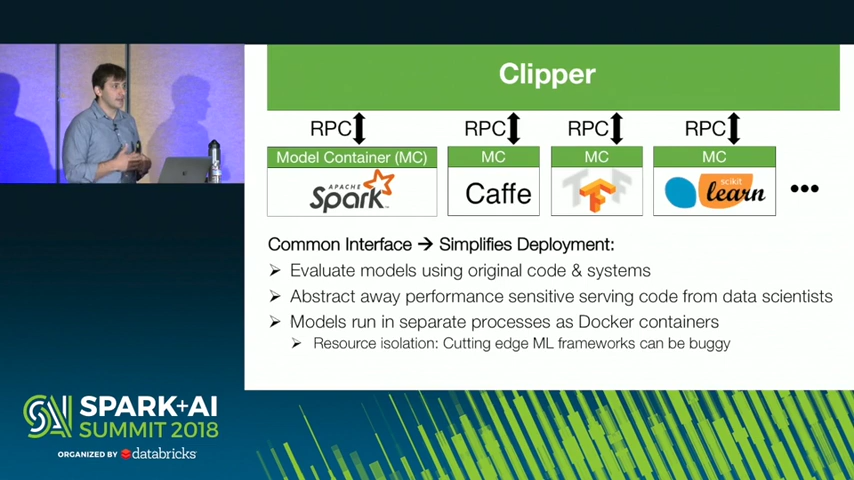 Clipper
RPC RPC RPC RPC
Model Container (MC) MC MC MC
APACHE Spark Caffe scikit learn
•••
Common Interface → Simplifies Deployment:
➢ Evaluate models using original code & systems
➢ Abstract away performance sensitive serving code from data scientists
➢ Models run in separate processes as Docker containers
➢ Resource isolation: Cutting edge ML frameworks can be buggy
SPARK+AI
SUMMIT 2018
ORGANIZED BY databricks